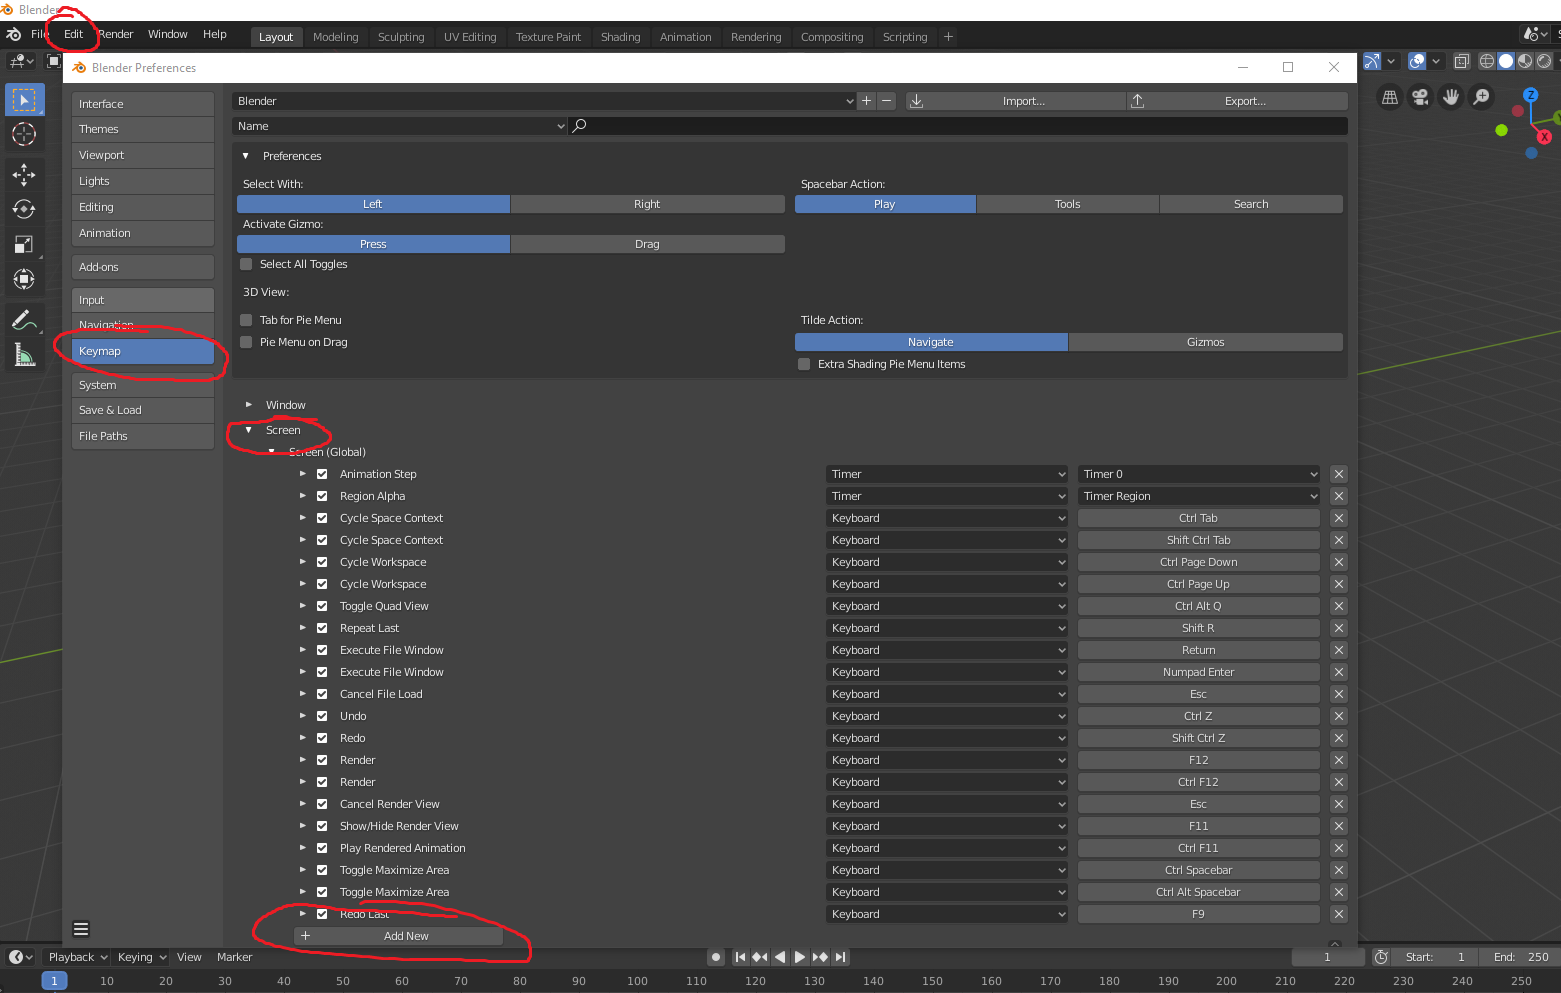 Blender
File Edit Render Window Help Layout Modeling Sculpting UV Editing Texture Paint Shading Animation Rendering Compositing Scripting +
Blender Preferences
Interface
Themes
Viewport
Lights
Editing
Animation
Add-ons
Input
Navigation
Keymap
System
Save & Load
File Paths
Blender + − Import... Export...
Name
Preferences
Select With: Spacebar Action:
Left Right Play Tools Search
Activate Gizmo:
Press Drag
Select All Toggles
3D View:
Tab for Pie Menu Tilde Action:
Pie Menu on Drag Navigate Gizmos
Extra Shading Pie Menu Items
Window
Screen
Screen (Global)
Animation Step Timer Timer 0
Region Alpha Timer Timer Region
Cycle Space Context Keyboard Ctrl Tab
Cycle Space Context Keyboard Shift Ctrl Tab
Cycle Workspace Keyboard Ctrl Page Down
Cycle Workspace Keyboard Ctrl Page Up
Toggle Quad View Keyboard Ctrl Alt Q
Repeat Last Keyboard Shift R
Execute File Window Keyboard Return
Execute File Window Keyboard Numpad Enter
Cancel File Load Keyboard Esc
Undo Keyboard Ctrl Z
Redo Keyboard Shift Ctrl Z
Render Keyboard F12
Render Keyboard Ctrl F12
Cancel Render View Keyboard Esc
Show/Hide Render View Keyboard F11
Play Rendered Animation Keyboard Ctrl F11
Toggle Maximize Area Keyboard Ctrl Spacebar
Toggle Maximize Area Keyboard Ctrl Alt Spacebar
Redo Last Keyboard F9
+ Add New
Z
X
Playback Keying View Marker 1 Start: 1 End: 250
1 10 20 30 40 50 60 70 80 90 100 110 120 130 140 150 160 170 180 190 200 210 220 230 240 250